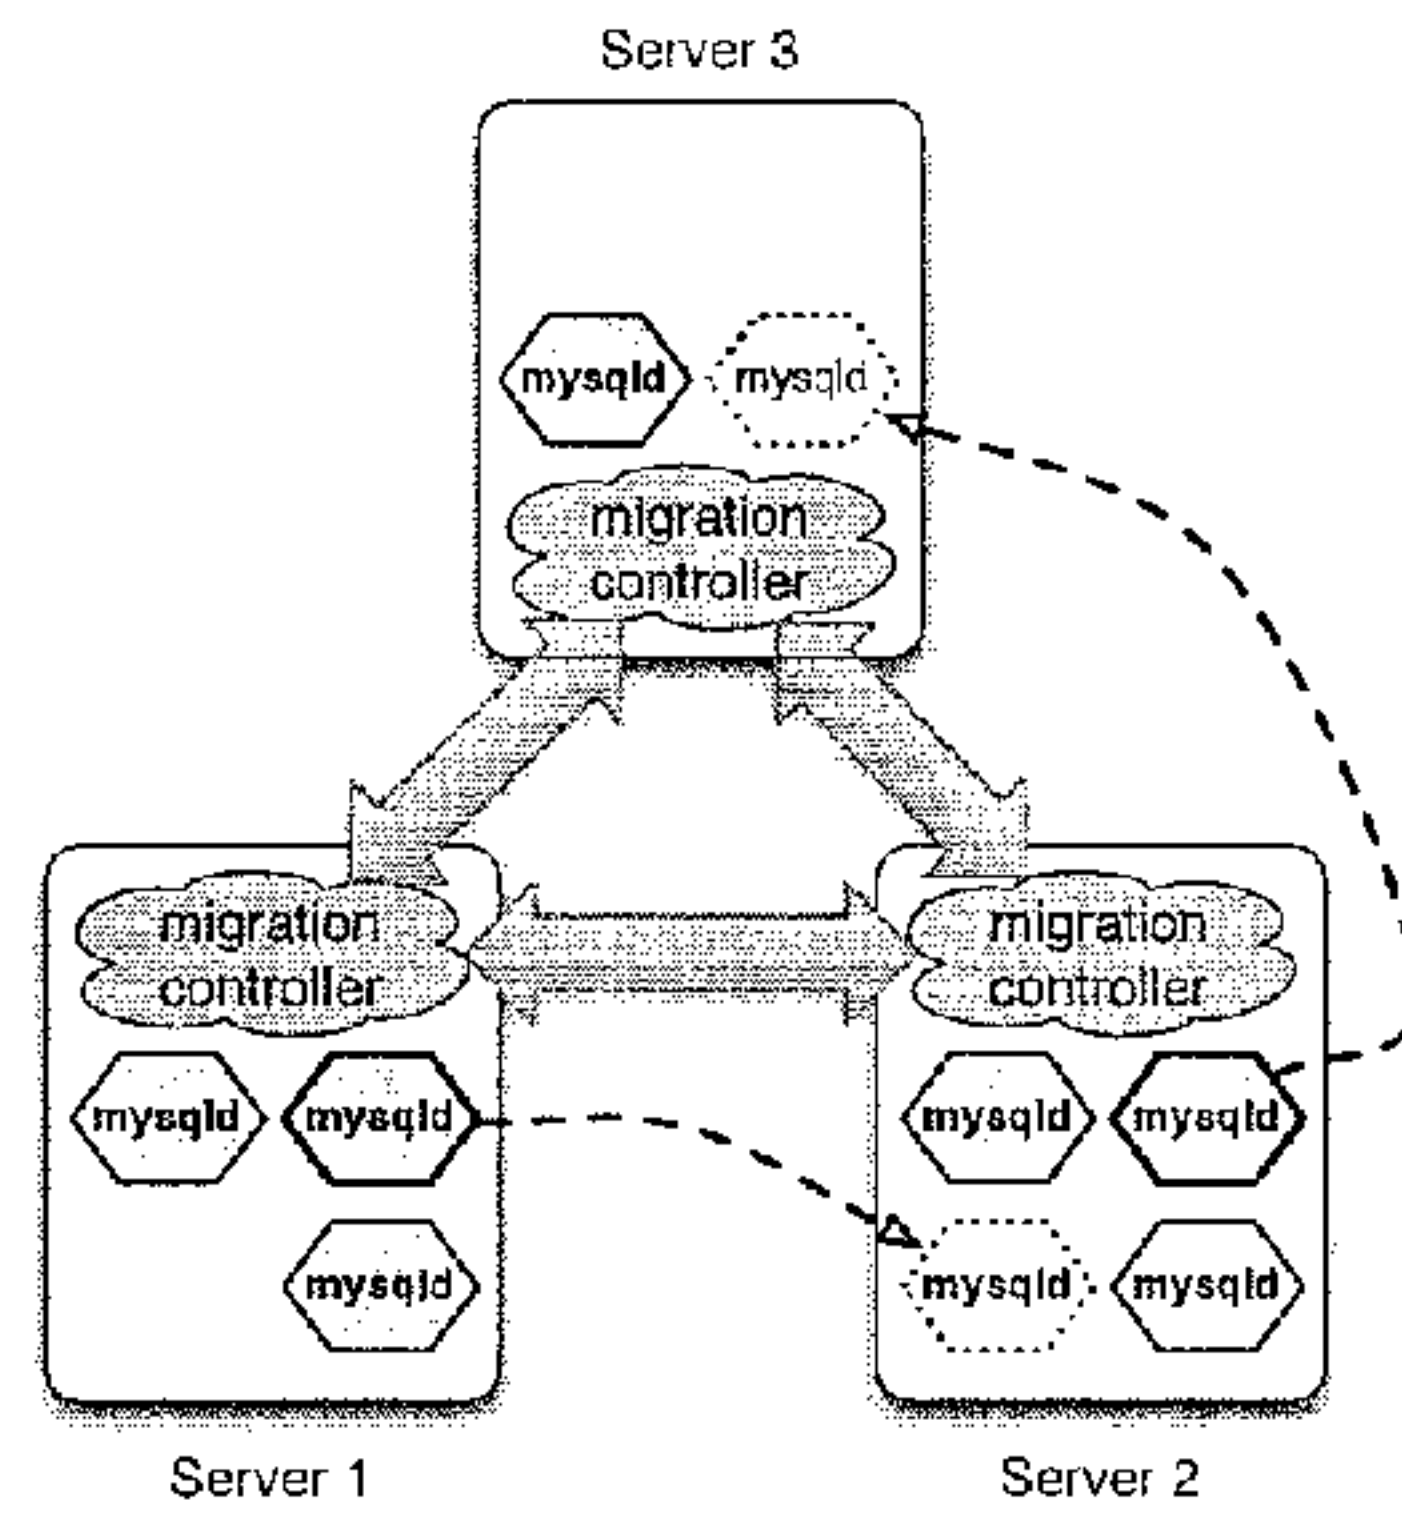 Server 3
mysqld mysqld
migration
controller
migration
controller
mysqld mysqld
mysqld
migration
controller
mysqld mysqld
mysqld mysqld
Server 1
Server 2